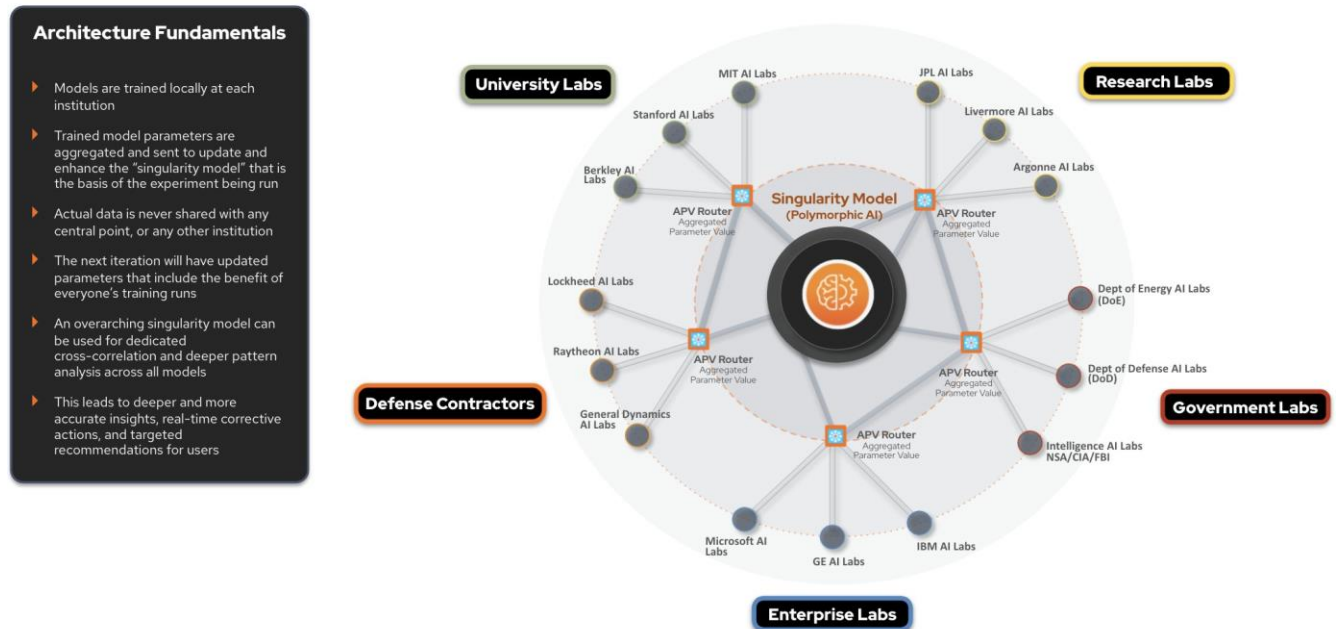 Architecture Fundamentals
Models are trained locally at each
institution
Trained model parameters are
aggregated and sent to update and
enhance the “singularity model” that is
the basis of the experiment being run
Actual data is never shared with any
central point, or any other institution
The next iteration will have updated
parameters that include the benefit of
everyone’s training runs
An overarching singularity model can
be used for dedicated
cross-correlation and deeper pattern
analysis across all models
This leads to deeper and more
accurate insights, real-time corrective
actions, and targeted
recommendations for users
University Labs
MIT AI Labs
Stanford AI Labs
Berkley AI
Labs
APV Router
Aggregated
Parameter Value
Research Labs
JPL AI Labs
Livermore AI Labs
Argonne AI Labs
APV Router
Aggregated
Parameter Value
Singularity Model
(Polymorphic AI)
Defense Contractors
Lockheed AI Labs
Raytheon AI Labs
General Dynamics
AI Labs
APV Router
Aggregated
Parameter Value
Government Labs
Dept of Energy AI Labs
(DoE)
Dept of Defense AI Labs
(DoD)
Intelligence AI Labs
NSA/CIA/FBI
APV Router
Aggregated
Parameter Value
APV Router
Aggregated
Parameter Value
Microsoft AI
Labs
GE AI Labs
IBM AI Labs
Enterprise Labs